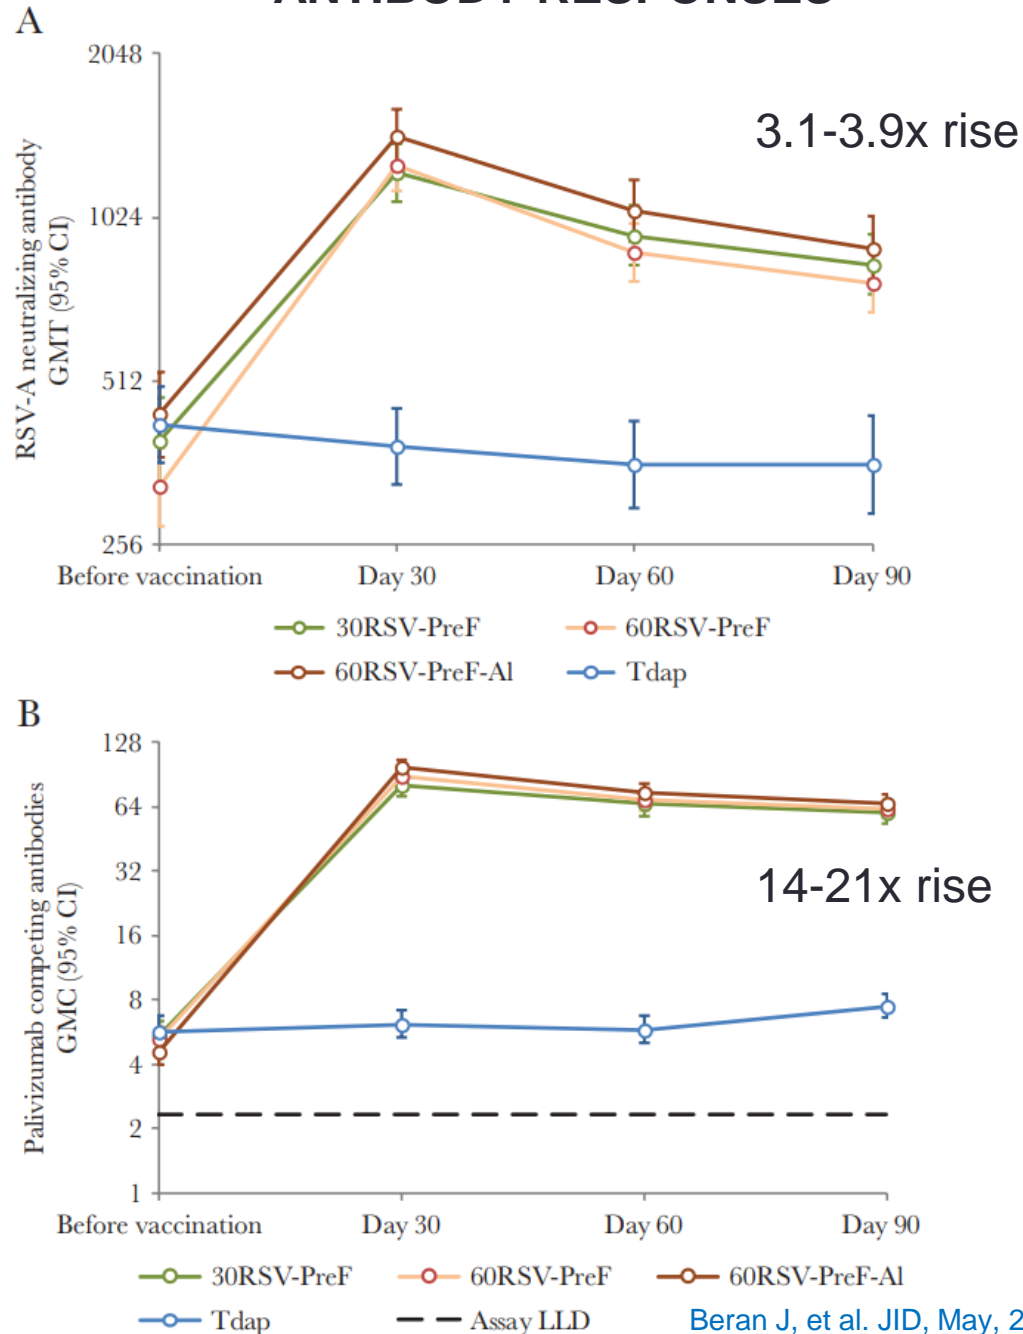 ANTIBODY RESPONSES
A
2048
1024
512
256
RSV-A neutralizing antibody
GMT (95% CI)
3.1-3.9x rise
Before vaccination Day 30 Day 60 Day 90
30RSV-PreF 60RSV-PreF
60RSV-PreF-Al Tdap
B
128
64
32
16
8
4
2
1
Palivizumab competing antibodies
GMC (95% CI)
14-21x rise
Before vaccination Day 30 Day 60 Day 90
30RSV-PreF 60RSV-PreF 60RSV-PreF-Al
Tdap Assay LLD
Beran J, et al. JID, May, 2